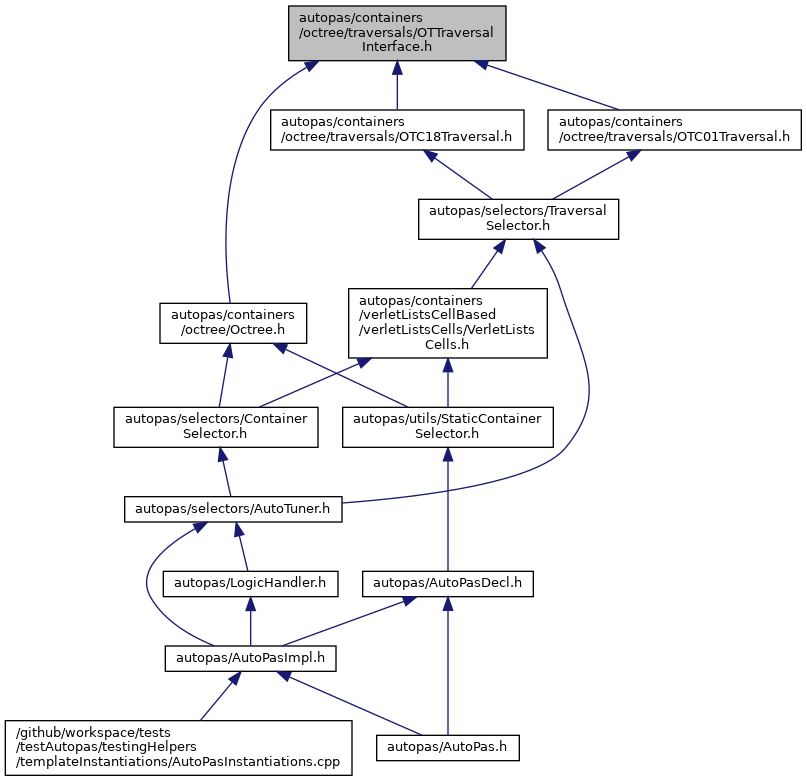 autopas/containers
/octree/traversals/OTTraversal
Interface.h
autopas/containers
/octree/traversals/OTC18Traversal.h
autopas/containers
/octree/traversals/OTC01Traversal.h
autopas/selectors/Traversal
Selector.h
autopas/containers
/octree/Octree.h
autopas/containers
/verletListsCellBased
/verletListsCells/VerletLists
Cells.h
autopas/selectors/Container
Selector.h
autopas/utils/StaticContainer
Selector.h
autopas/selectors/AutoTuner.h
autopas/LogicHandler.h
autopas/AutoPasDecl.h
autopas/AutoPasImpl.h
/github/workspace/tests
/testAutopas/testingHelpers
/templateInstantiations/AutoPasInstantiations.cpp
autopas/AutoPas.h